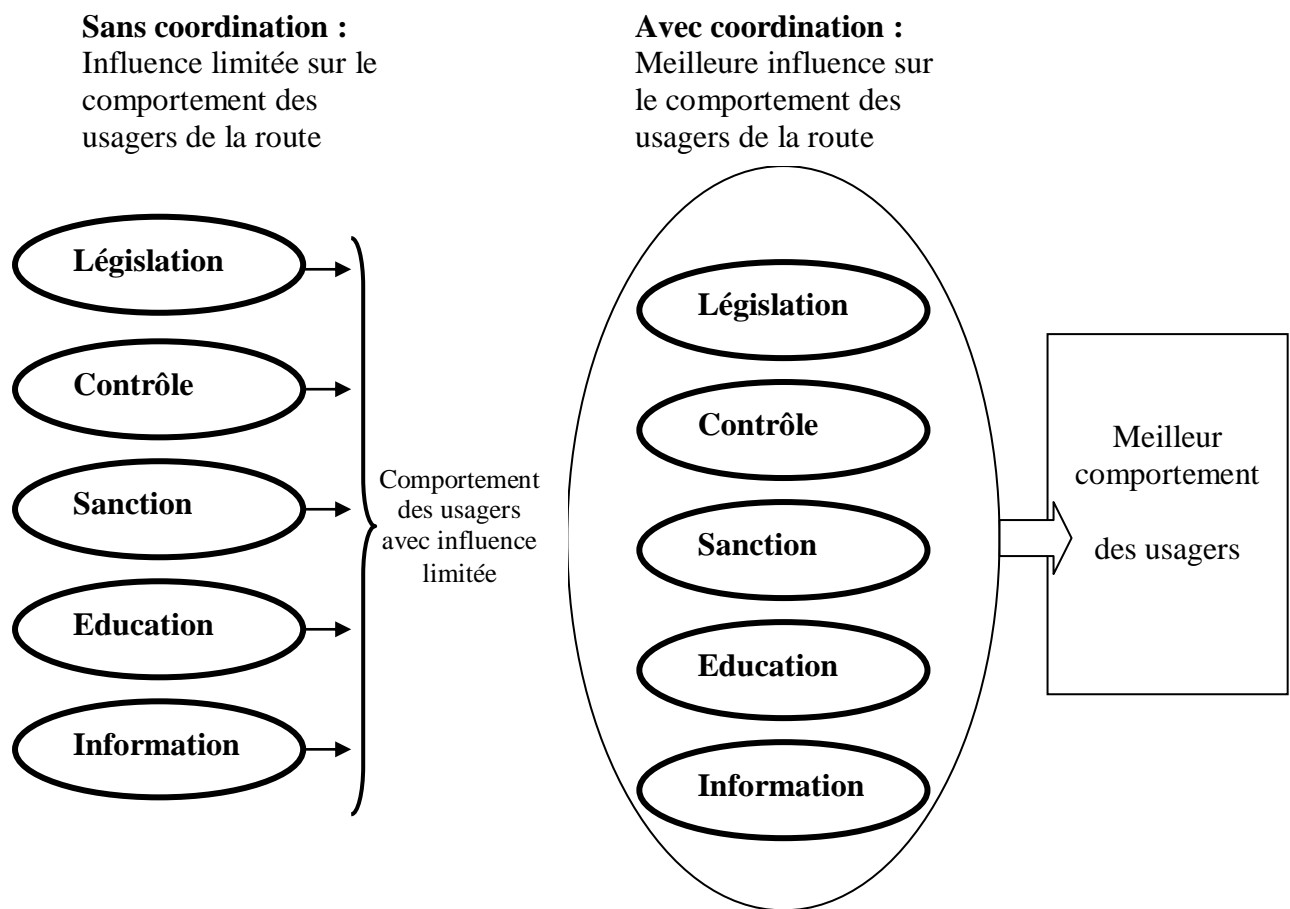 Sans coordination :
Influence limitée sur le
comportement des
usagers de la route
Législation
Contrôle
Sanction
Education
Information
Comportement
des usagers
avec influence
limitée
Avec coordination :
Meilleure influence sur
le comportement des
usagers de la route
Législation
Contrôle
Sanction
Education
Information
Meilleur
comportement
des usagers